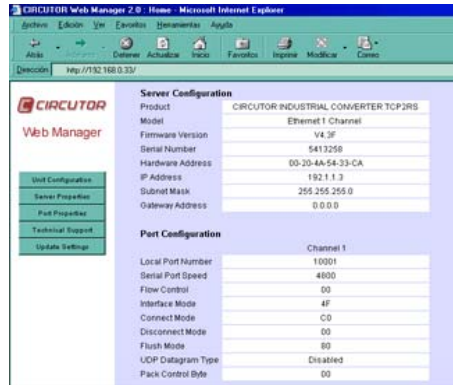 CIRCUTOR Web Manager 2.0 : Home - Microsoft Internet Explorer
Archivo Edición Ver Favoritos Herramientas Ayuda
Atrás Detener Actualizar Inicio Favoritos Imprimir Modificar Correo
Dirección http://192.168.0.33/
CIRCUTOR
Web Manager
Unit Configuration
Server Properties
Port Properties
Technical Support
Update Settings
Server Configuration
Product CIRCUTOR INDUSTRIAL CONVERTER TCP2RS
Model Ethernet 1 Channel
Firmware Version V4.3F
Serial Number 5413258
Hardware Address 00-20-4A-54-33-CA
IP Address 192.1.1.3
Subnet Mask 255.255.255.0
Gateway Address 0.0.0.0
Port Configuration
Channel 1
Local Port Number 10001
Serial Port Speed 4800
Flow Control 00
Interface Mode 4F
Connect Mode C0
Disconnect Mode 00
Flush Mode 80
UDP Datagram Type Disabled
Pack Control Byte 00